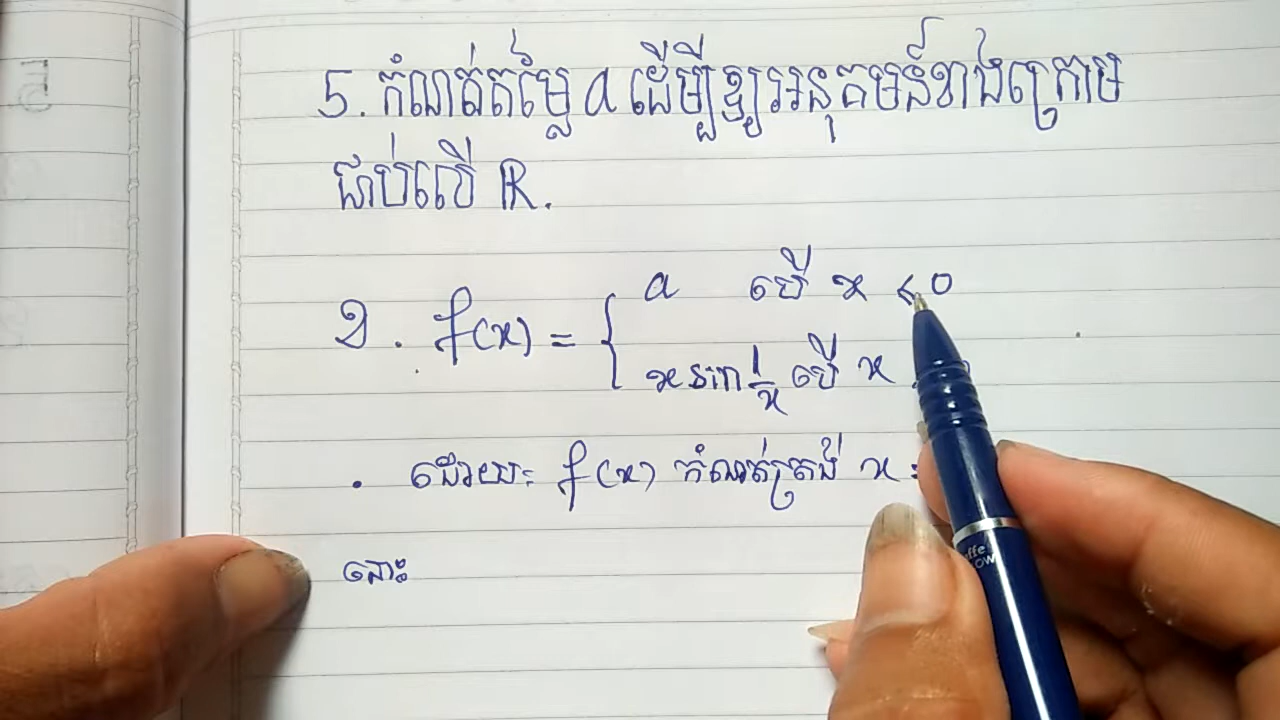 5. កំណត់តម្លៃ a ដើម្បីឱ្យអនុគមន៍ខាងក្រោម
ជាប់លើ ℝ.
ខ. f(x) = { a បើ x < 0
x sin 1/x បើ x
. ដោយ: f(x) កំណត់ត្រង់ x =
នោះ